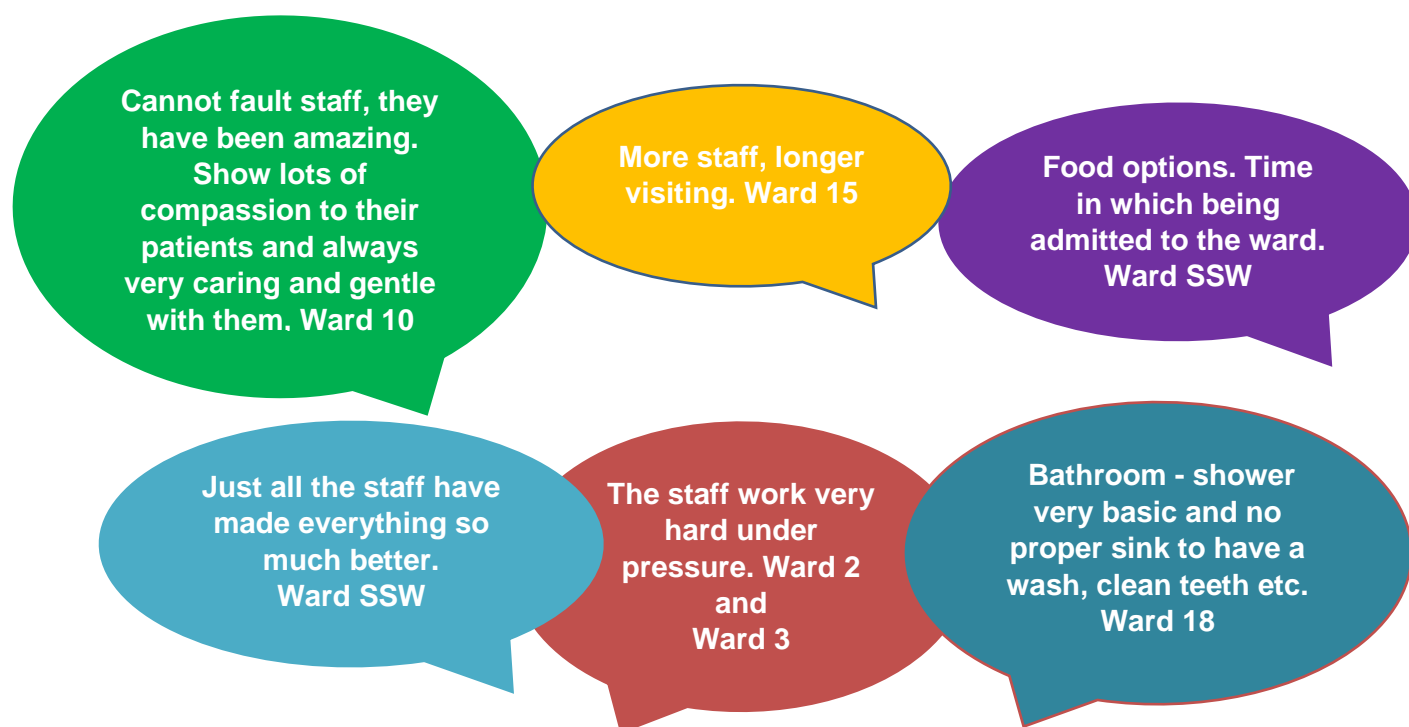 Cannot fault staff, they
have been amazing.
Show lots of
compassion to their
patients and always
very caring and gentle
with them, Ward 10
More staff, longer
visiting. Ward 15
Food options. Time
in which being
admitted to the ward.
Ward SSW
Just all the staff have
made everything so
much better.
Ward SSW
The staff work very
hard under
pressure. Ward 2
and
Ward 3
Bathroom - shower
very basic and no
proper sink to have a
wash, clean teeth etc.
Ward 18